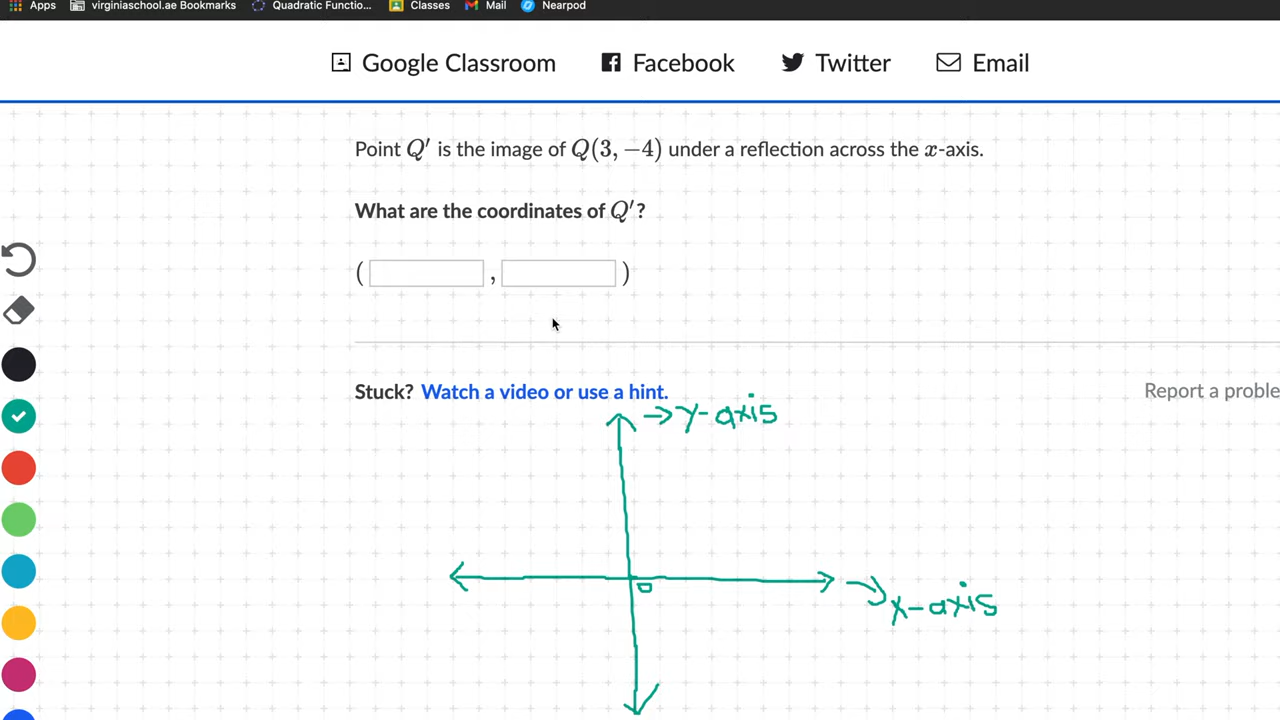 Apps virginiaschool.ae Bookmarks Quadratic Functio... Classes Mail Nearpod
Google Classroom Facebook Twitter Email
Point Q′ is the image of Q(3, −4) under a reflection across the x-axis.
What are the coordinates of Q′?
( , )
Stuck? Watch a video or use a hint.
Report a proble
y-axis
0
x-axis